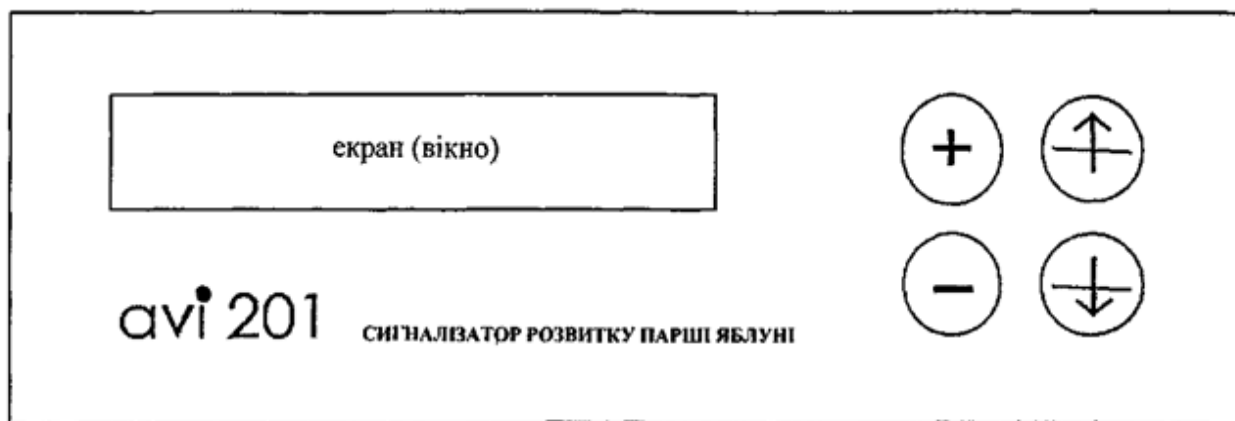 екран (вікно)
+
−
avi 201 СИГНАЛІЗАТОР РОЗВИТКУ ПАРШІ ЯБЛУНІ